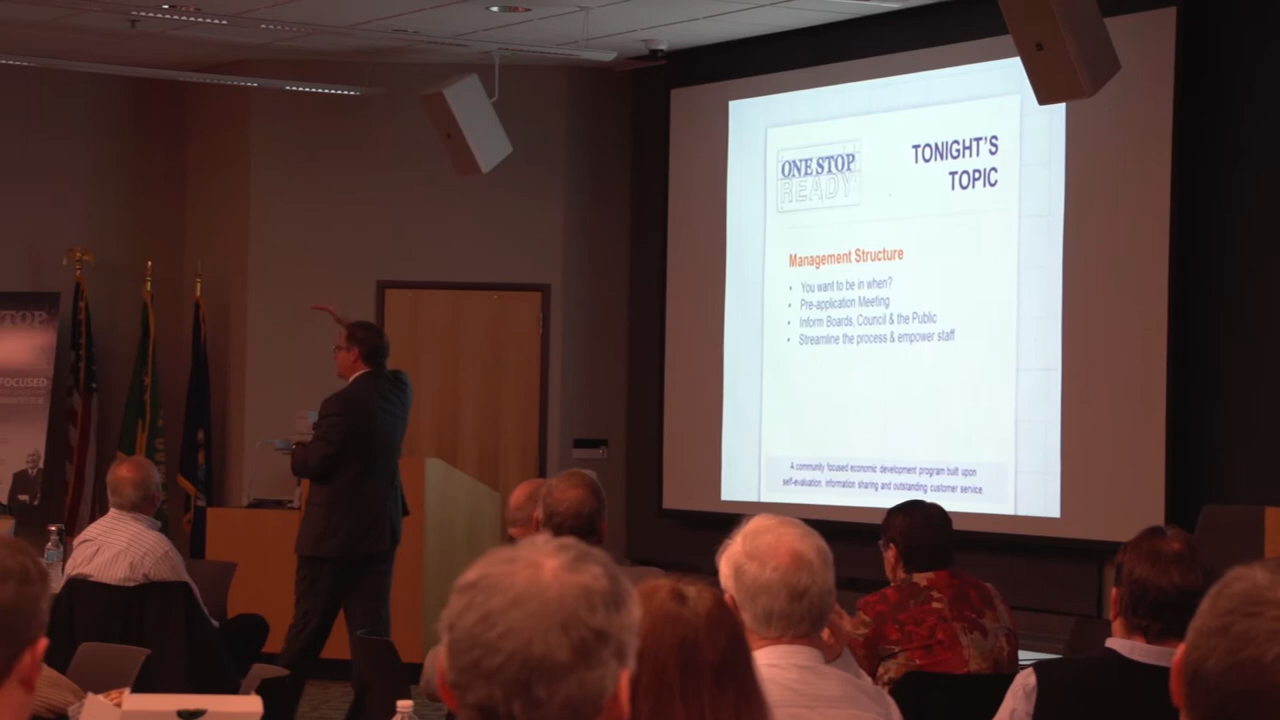 TOP
FOCUSED
ONE STOP
READY
TONIGHT'S
TOPIC
Management Structure
• You want to be in when?
• Pre-application Meeting
• Inform Boards, Council & the Public
• Streamline the process & empower staff
A community focused economic development program built upon
self-evaluation, information sharing and outstanding customer service.